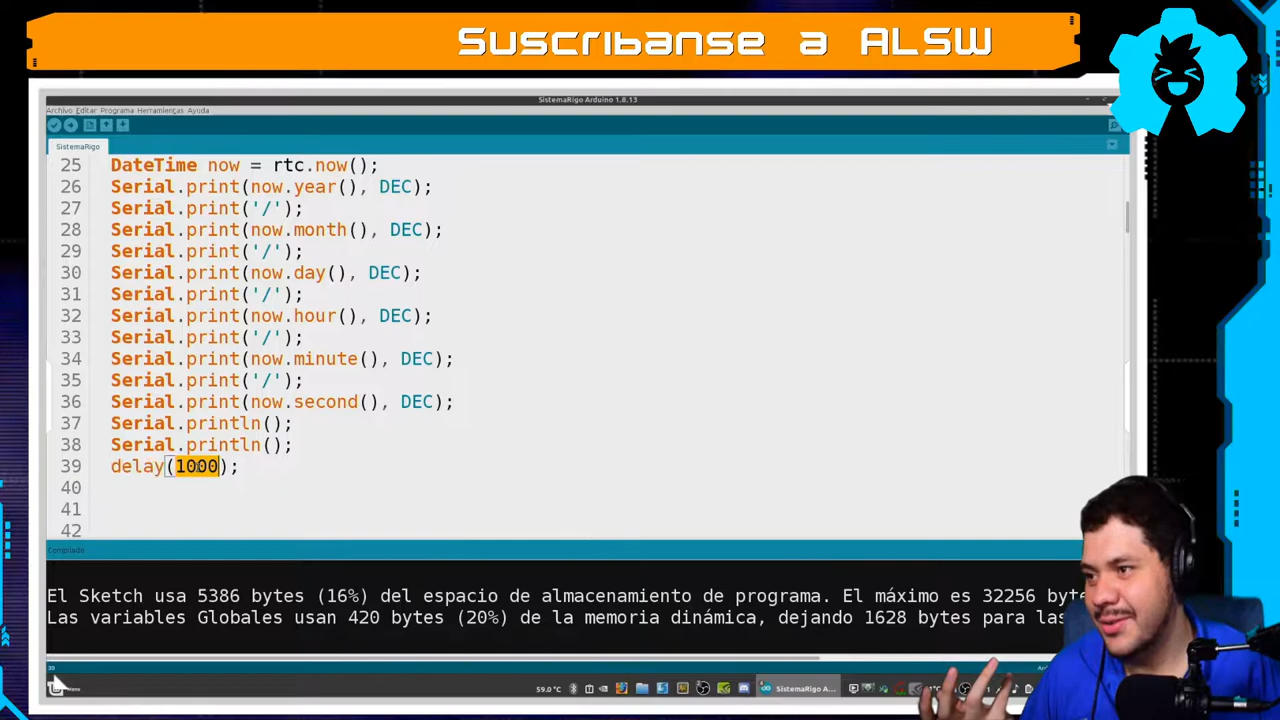 Suscribanse a ALSW
SistemaRigo Arduino 1.8.13
Archivo Editar Programa Herramientas Ayuda
SistemaRigo
25 DateTime now = rtc.now();
26 Serial.print(now.year(), DEC);
27 Serial.print('/');
28 Serial.print(now.month(), DEC);
29 Serial.print('/');
30 Serial.print(now.day(), DEC);
31 Serial.print('/');
32 Serial.print(now.hour(), DEC);
33 Serial.print('/');
34 Serial.print(now.minute(), DEC);
35 Serial.print('/');
36 Serial.print(now.second(), DEC);
37 Serial.println();
38 Serial.println();
39 delay(1000);
40
41
42
Compilado
El Sketch usa 5386 bytes (16%) del espacio de almacenamiento de programa. El máximo es 32256 byte
Las variables Globales usan 420 bytes (20%) de la memoria dinámica, dejando 1628 bytes para las
39
Menu
59.0 °C
SistemaRigo A...